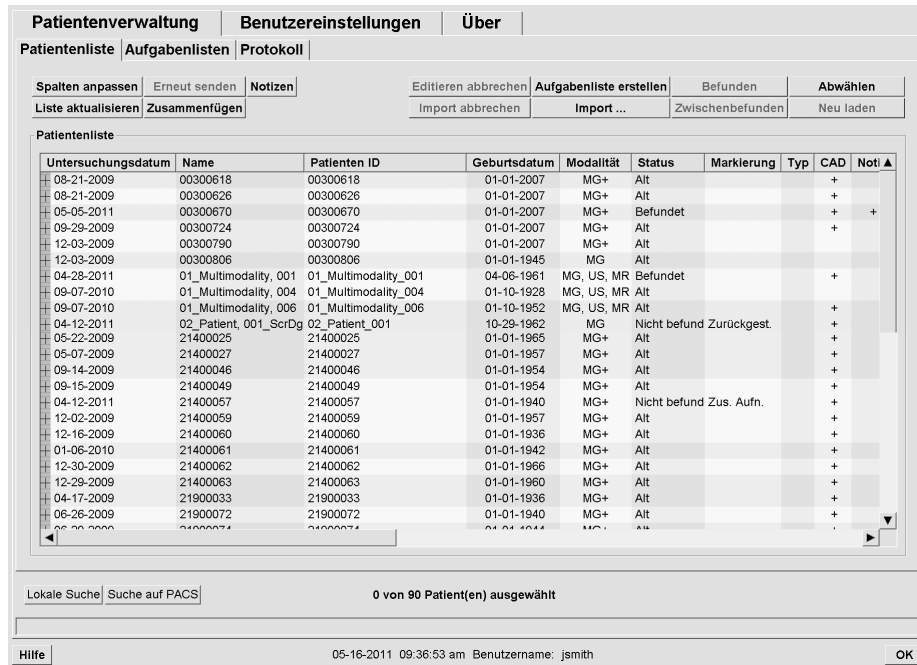 Patientenverwaltung Benutzereinstellungen Über
Patientenliste Aufgabenlisten Protokoll
Spalten anpassen Erneut senden Notizen Editieren abbrechen Aufgabenliste erstellen Befunden Abwählen
Liste aktualisieren Zusammenfügen Import abbrechen Import ... Zwischenbefunden Neu laden
Patientenliste
Untersuchungsdatum Name Patienten ID Geburtsdatum Modalität Status Markierung Typ CAD Noti
08-21-2009 00300618 00300618 01-01-2007 MG+ Alt +
08-21-2009 00300626 00300626 01-01-2007 MG+ Alt +
05-05-2011 00300670 00300670 01-01-2007 MG+ Befundet + +
09-29-2009 00300724 00300724 01-01-2007 MG+ Alt +
12-03-2009 00300790 00300790 01-01-2007 MG+ Alt
12-03-2009 00300806 00300806 01-01-1945 MG Alt
04-28-2011 01_Multimodality, 001 01_Multimodality_001 04-06-1961 MG, US, MR Befundet +
09-07-2010 01_Multimodality, 004 01_Multimodality_004 01-10-1928 MG, US, MR Alt
09-07-2010 01_Multimodality, 006 01_Multimodality_006 01-10-1952 MG, US, MR Alt +
04-12-2011 02_Patient, 001_ScrDg 02_Patient_001 10-29-1962 MG Nicht befund Zurückgest. +
05-22-2009 21400025 21400025 01-01-1965 MG+ Alt +
05-07-2009 21400027 21400027 01-01-1957 MG+ Alt +
09-14-2009 21400046 21400046 01-01-1954 MG+ Alt +
09-15-2009 21400049 21400049 01-01-1954 MG+ Alt +
04-12-2011 21400057 21400057 01-01-1940 MG+ Nicht befund Zus. Aufn. +
12-02-2009 21400059 21400059 01-01-1957 MG+ Alt +
12-16-2009 21400060 21400060 01-01-1936 MG+ Alt +
01-06-2010 21400061 21400061 01-01-1942 MG+ Alt +
12-30-2009 21400062 21400062 01-01-1966 MG+ Alt +
12-29-2009 21400063 21400063 01-01-1960 MG+ Alt +
04-17-2009 21900033 21900033 01-01-1936 MG+ Alt +
06-26-2009 21900072 21900072 01-01-1940 MG+ Alt +
Lokale Suche Suche auf PACS 0 von 90 Patient(en) ausgewählt
Hilfe 05-16-2011 09:36:53 am Benutzername: jsmith OK